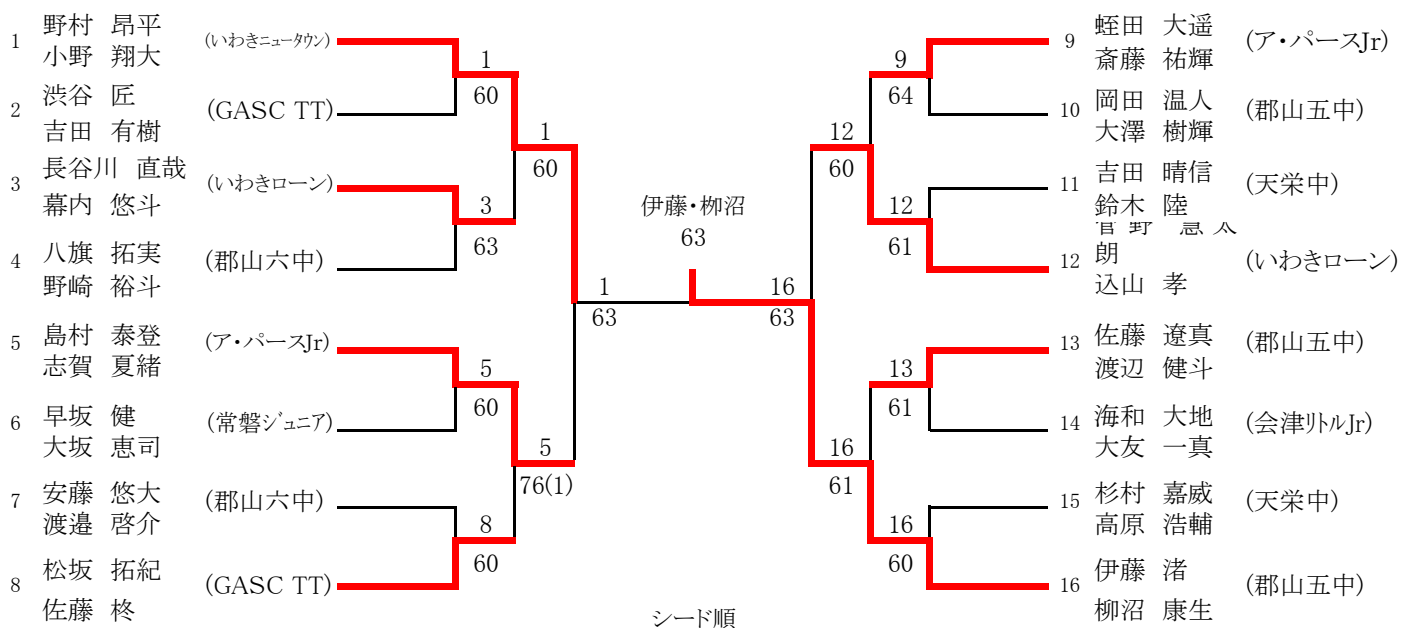 1 野村 昂平 (いわきニュータウン)
小野 翔大
2 渋谷 匠 (GASC TT)
吉田 有樹
3 長谷川 直哉 (いわきローン)
幕内 悠斗
4 八旗 拓実 (郡山六中)
野崎 裕斗
5 島村 泰登 (ア・パースJr)
志賀 夏緒
6 早坂 健 (常磐ジュニア)
大坂 恵司
7 安藤 悠大 (郡山六中)
渡邉 啓介
8 松坂 拓紀 (GASC TT)
佐藤 柊
1
60
3
63
5
60
8
60
1
60
5
76(1)
1
63
伊藤・栁沼
63
16
63
12
60
16
61
9
64
12
61
13
61
16
60
9 蛭田 大遥 (ア・パースJr)
斎藤 祐輝
10 岡田 温人 (郡山五中)
大澤 樹輝
11 吉田 晴信 (天栄中)
鈴木 陸
野 太
12 朗 (いわきローン)
込山 孝
13 佐藤 遼真 (郡山五中)
渡辺 健斗
14 海和 大地 (会津リトルJr)
大友 一真
15 杉村 嘉威 (天栄中)
高原 浩輔
16 伊藤 渚 (郡山五中)
柳沼 康生
シード順